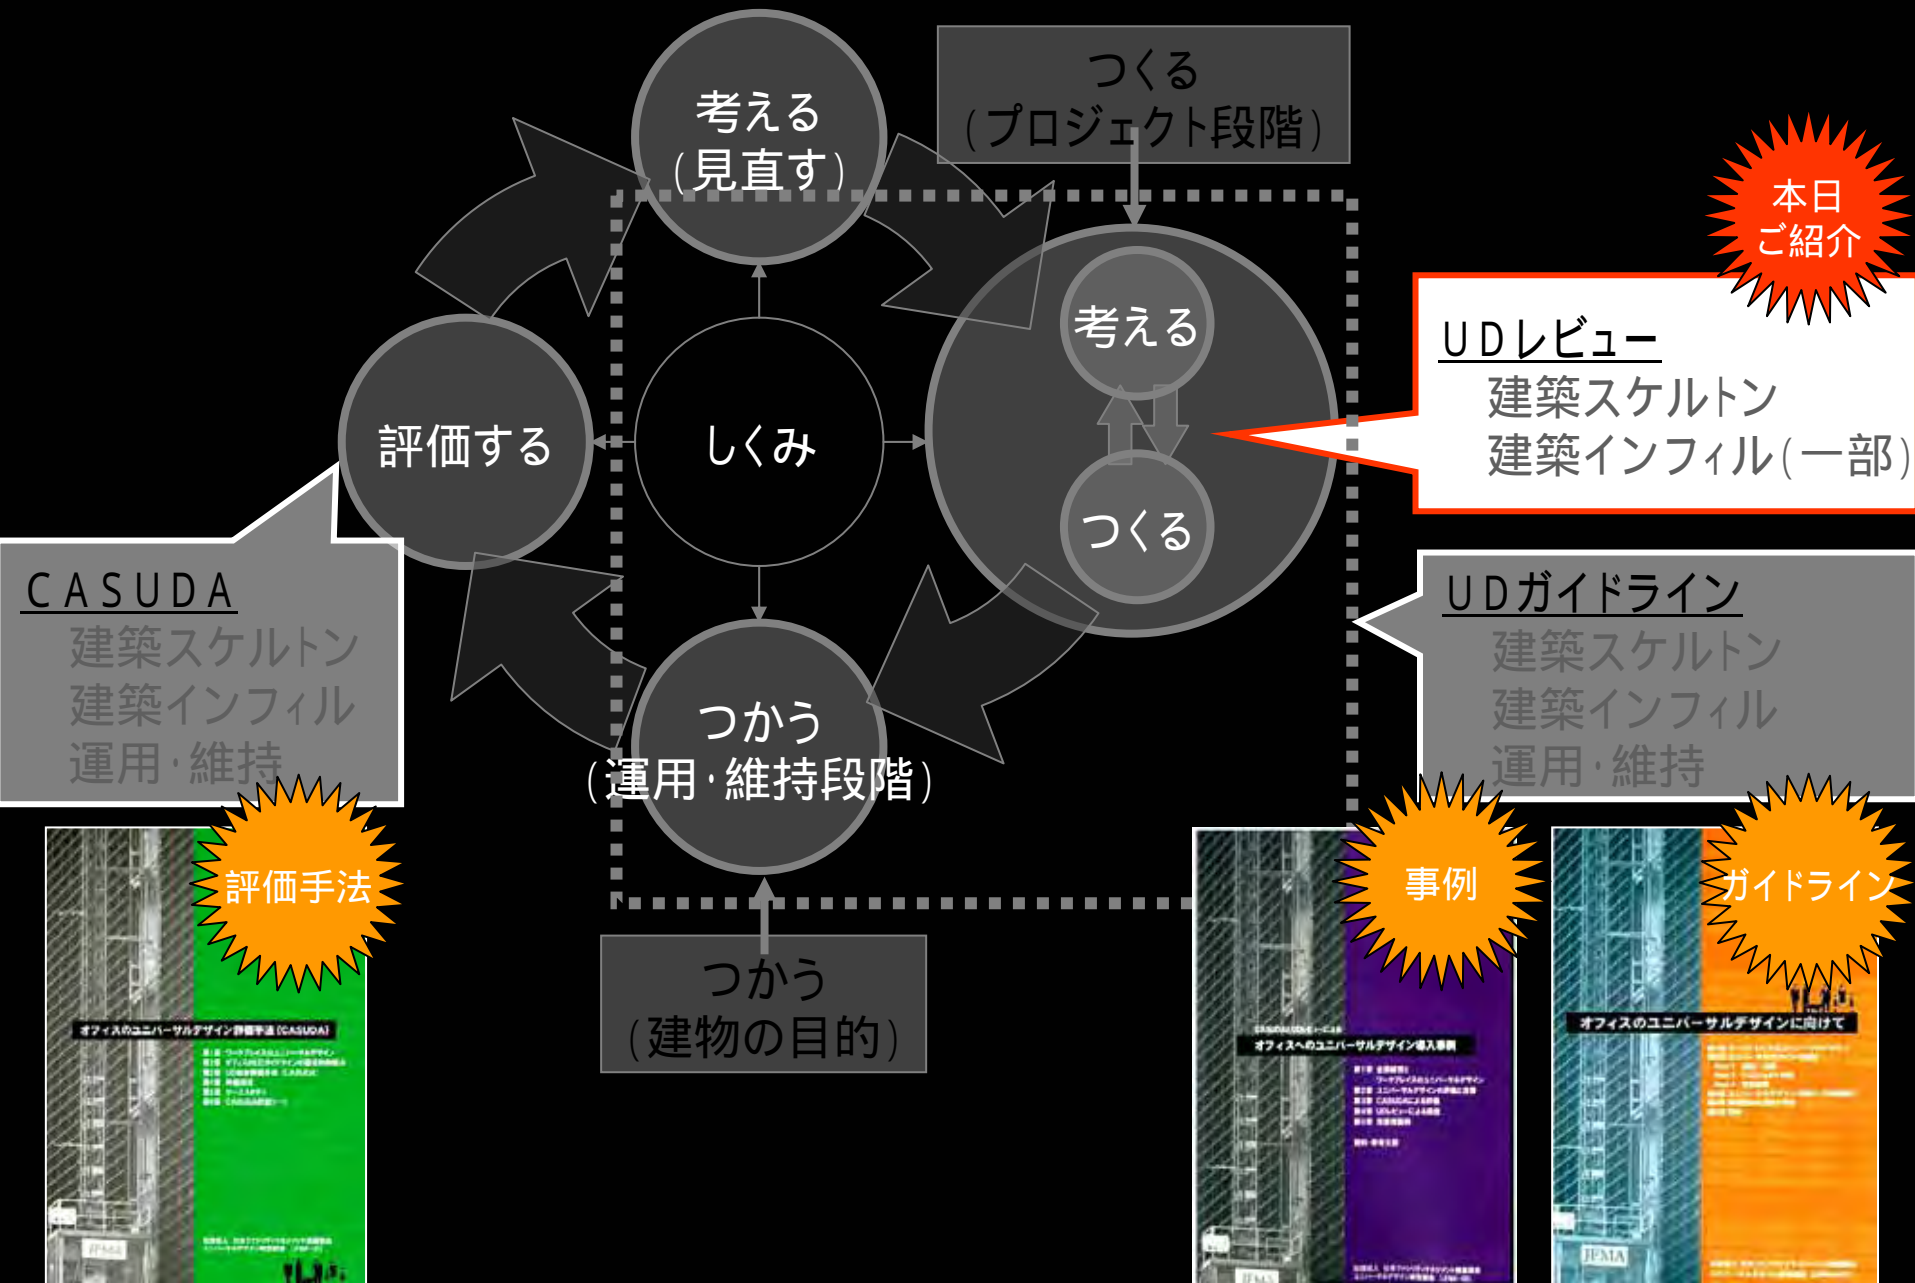 考える
(見直す)
つくる
(プロジェクト段階)
本日
ご紹介
考える
つくる
評価する
しくみ
つかう
(運用・維持段階)
つかう
(建物の目的)
UDレビュー
建築スケルトン
建築インフィル(一部)
CASUDA
建築スケルトン
建築インフィル
運用・維持
UDガイドライン
建築スケルトン
建築インフィル
運用・維持
評価手法
事例
ガイドライン
オフィスのユニバーサルデザイン評価手法(CASUDA)
JFMA
オフィスへのユニバーサルデザイン導入事例
JFMA
オフィスのユニバーサルデザインに向けて
JFMA